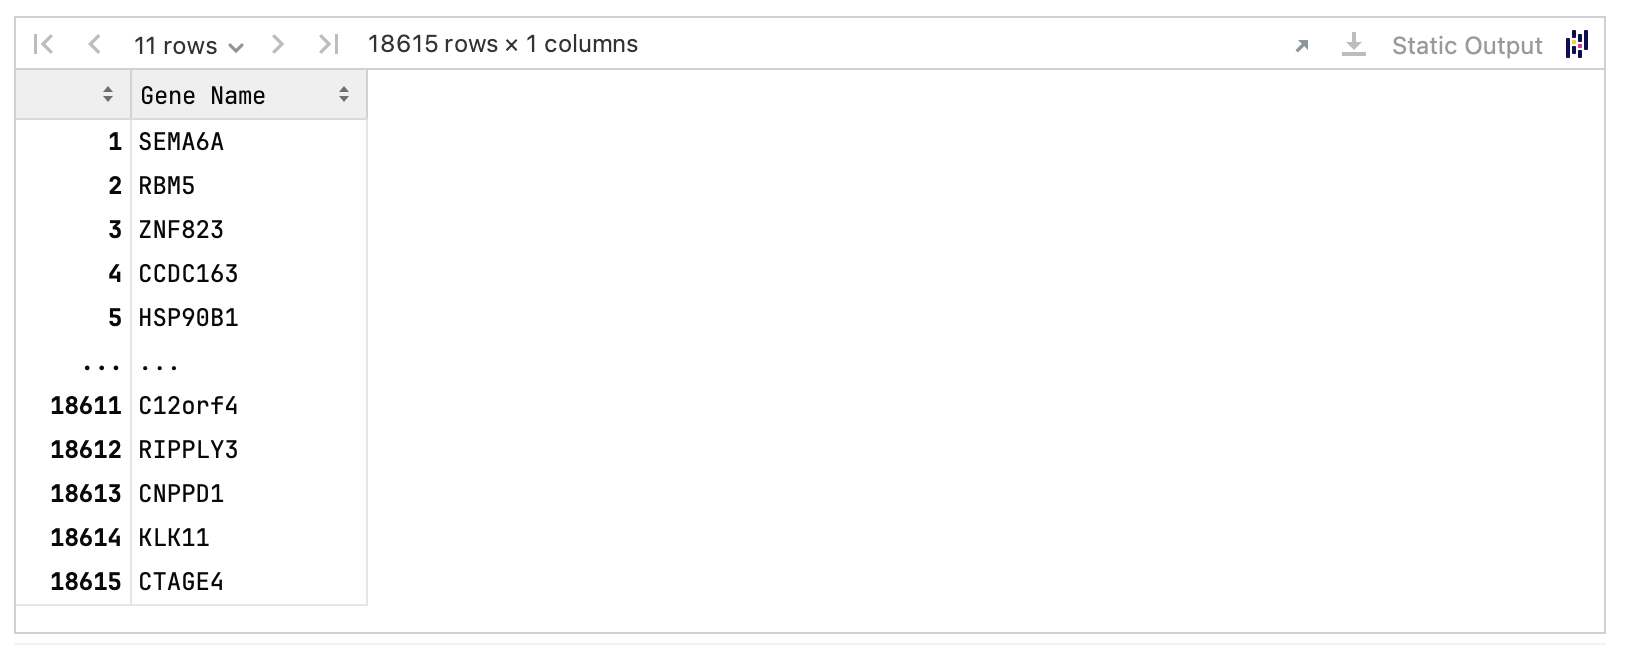 11 rows 18615 rows × 1 columns Static Output
Gene Name
1 SEMA6A
2 RBM5
3 ZNF823
4 CCDC163
5 HSP90B1
... ...
18611 C12orf4
18612 RIPPLY3
18613 CNPPD1
18614 KLK11
18615 CTAGE4